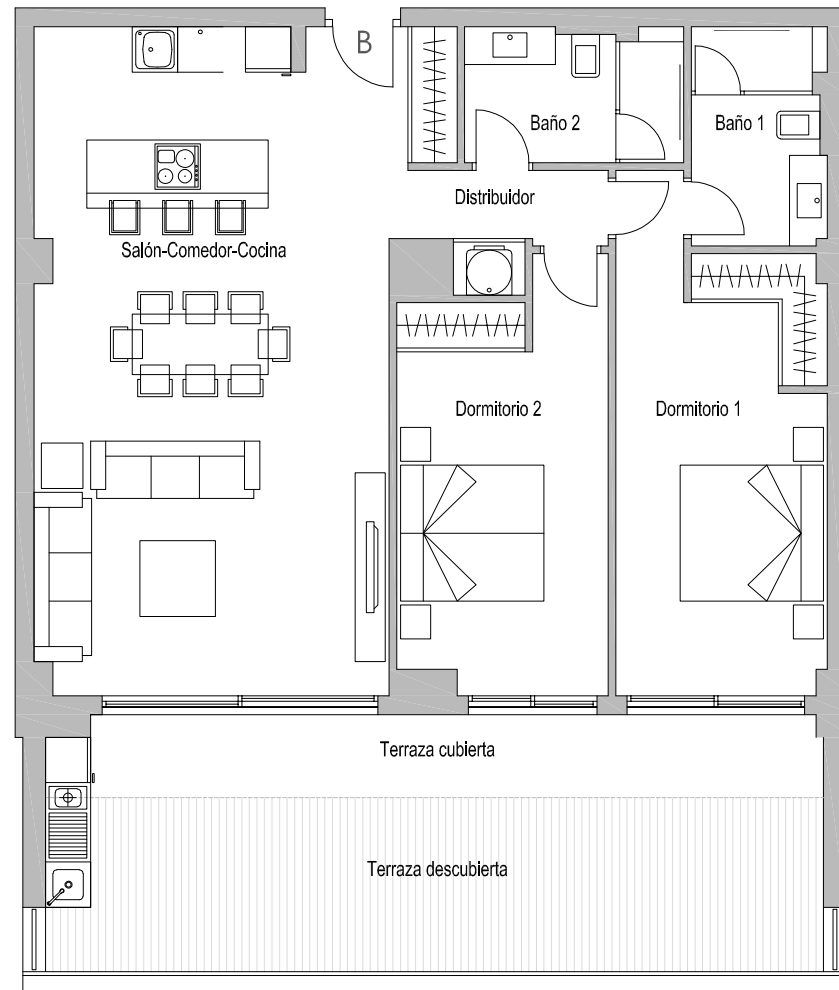 B
Baño 2
Baño 1
Distribuidor
Salón-Comedor-Cocina
Dormitorio 2
Dormitorio 1
Terraza cubierta
Terraza descubierta